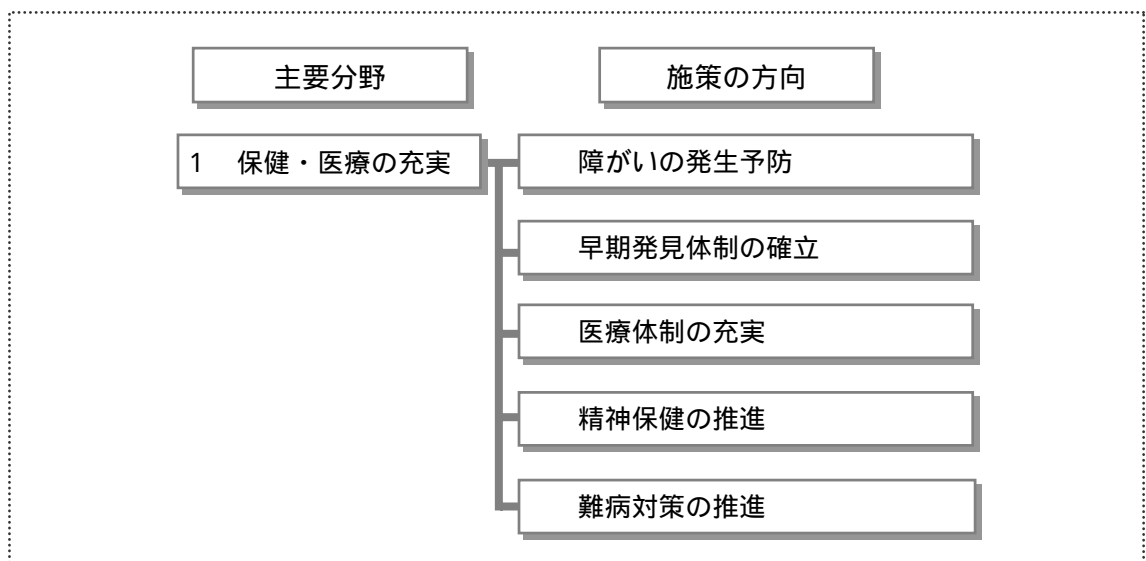 主要分野 施策の方向
1 保健・医療の充実 障がいの発生予防
早期発見体制の確立
医療体制の充実
精神保健の推進
難病対策の推進